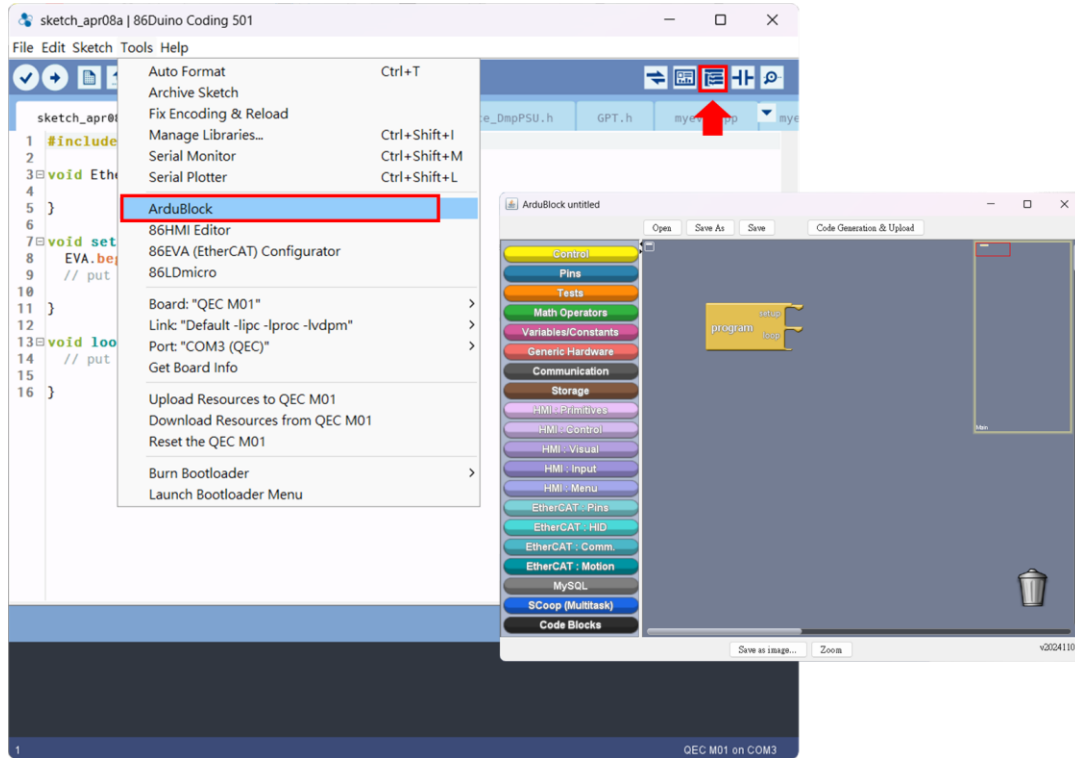 sketch_apr08a | 86Duino Coding 501
File Edit Sketch Tools Help
Auto Format Ctrl+T
Archive Sketch
Fix Encoding & Reload
Manage Libraries... Ctrl+Shift+I
Serial Monitor Ctrl+Shift+M
Serial Plotter Ctrl+Shift+L
ArduBlock
86HMI Editor
86EVA (EtherCAT) Configurator
86LDmicro
Board: "QEC M01"
Link: "Default -lipc -lproc -lvdpm"
Port: "COM3 (QEC)"
Get Board Info
Upload Resources to QEC M01
Download Resources from QEC M01
Reset the QEC M01
Burn Bootloader
Launch Bootloader Menu
e_DmpPSU.h GPT.h
1 #include
2
3 void
4
5 }
6
7 void set
8 EVA.be
9 // put
10
11 }
12
13 void loo
14 // put
15
16 }
1 QEC M01 on COM3
ArduBlock untitled
Open Save As Save Code Generation & Upload
Control
Pins
Tests
Math Operators
Variables/Constants
Generic Hardware
Communication
Storage
HMI : Primitives
HMI : Control
HMI : Visual
HMI : Input
HMI : Menu
EtherCAT : Pins
EtherCAT : HID
EtherCAT : Comm.
EtherCAT : Motion
MySQL
SCoop (Multitask)
Code Blocks
program
setup
loop
Main
Save as image... Zoom
v2024110